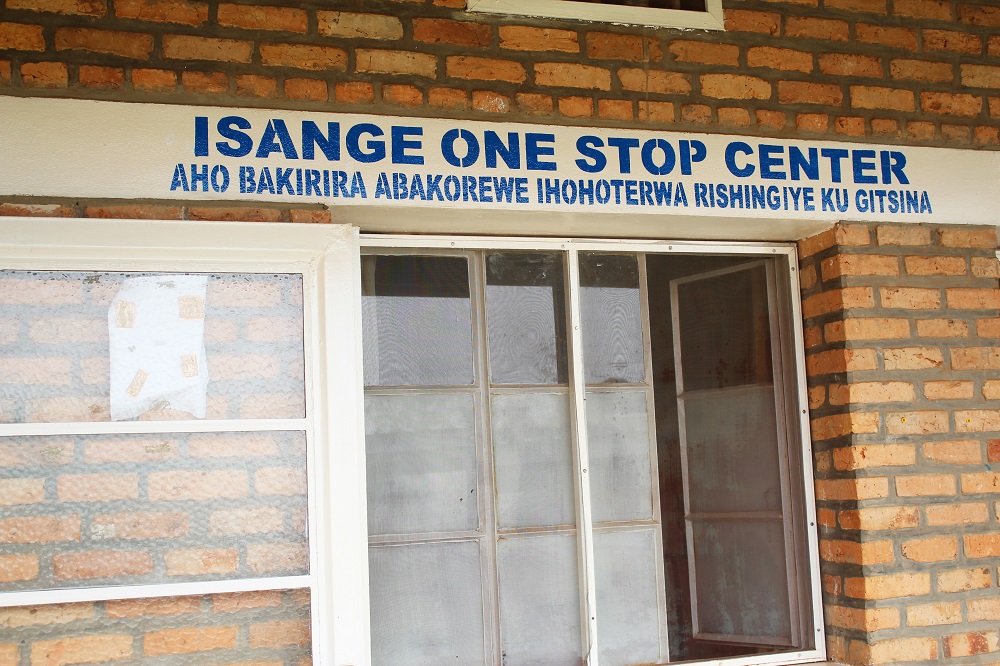 ISANGE ONE STOP CENTER
AHO BAKIRIRA ABAKOREWE IHOHOTERWA RISHINGIYE KU GITSINA